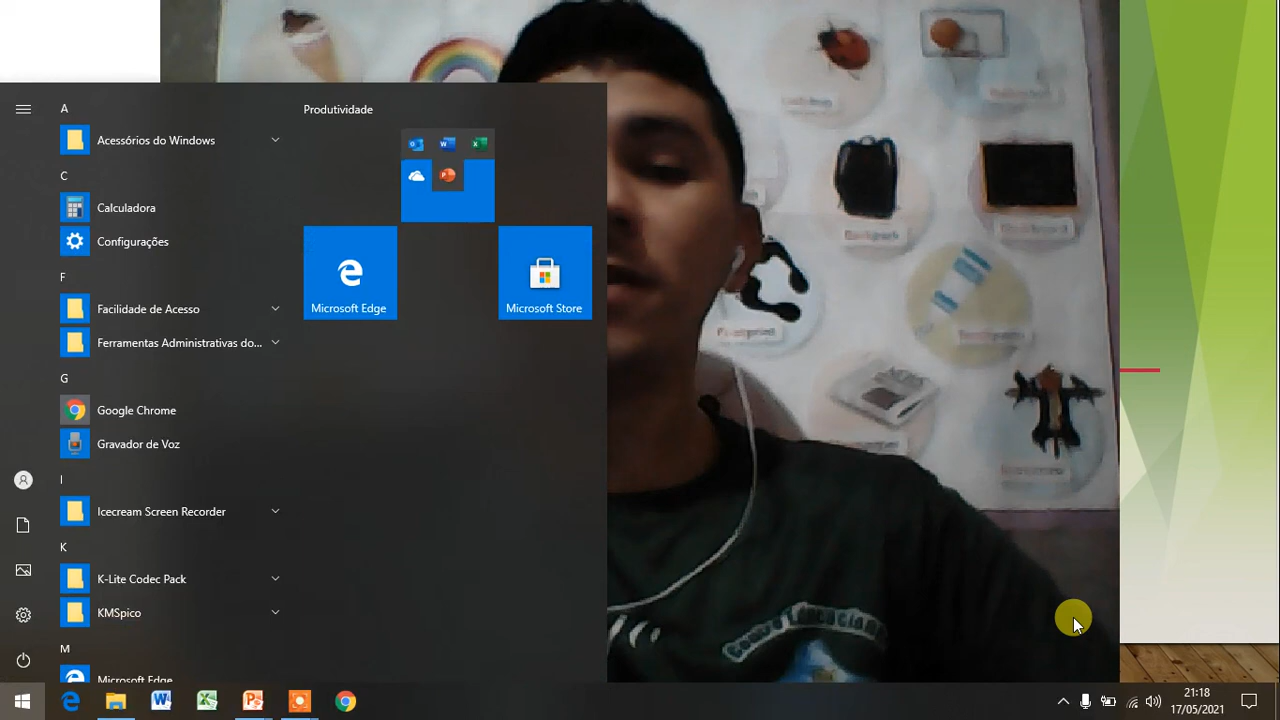 A
Produtividade
Acessórios do Windows
C
Calculadora
Configurações
F
Microsoft Edge
Microsoft Store
Facilidade de Acesso
Ferramentas Administrativas do...
G
Google Chrome
Gravador de Voz
I
Icecream Screen Recorder
K
K-Lite Codec Pack
KMSpico
M
Microsoft Edge
21:18
17/05/2021